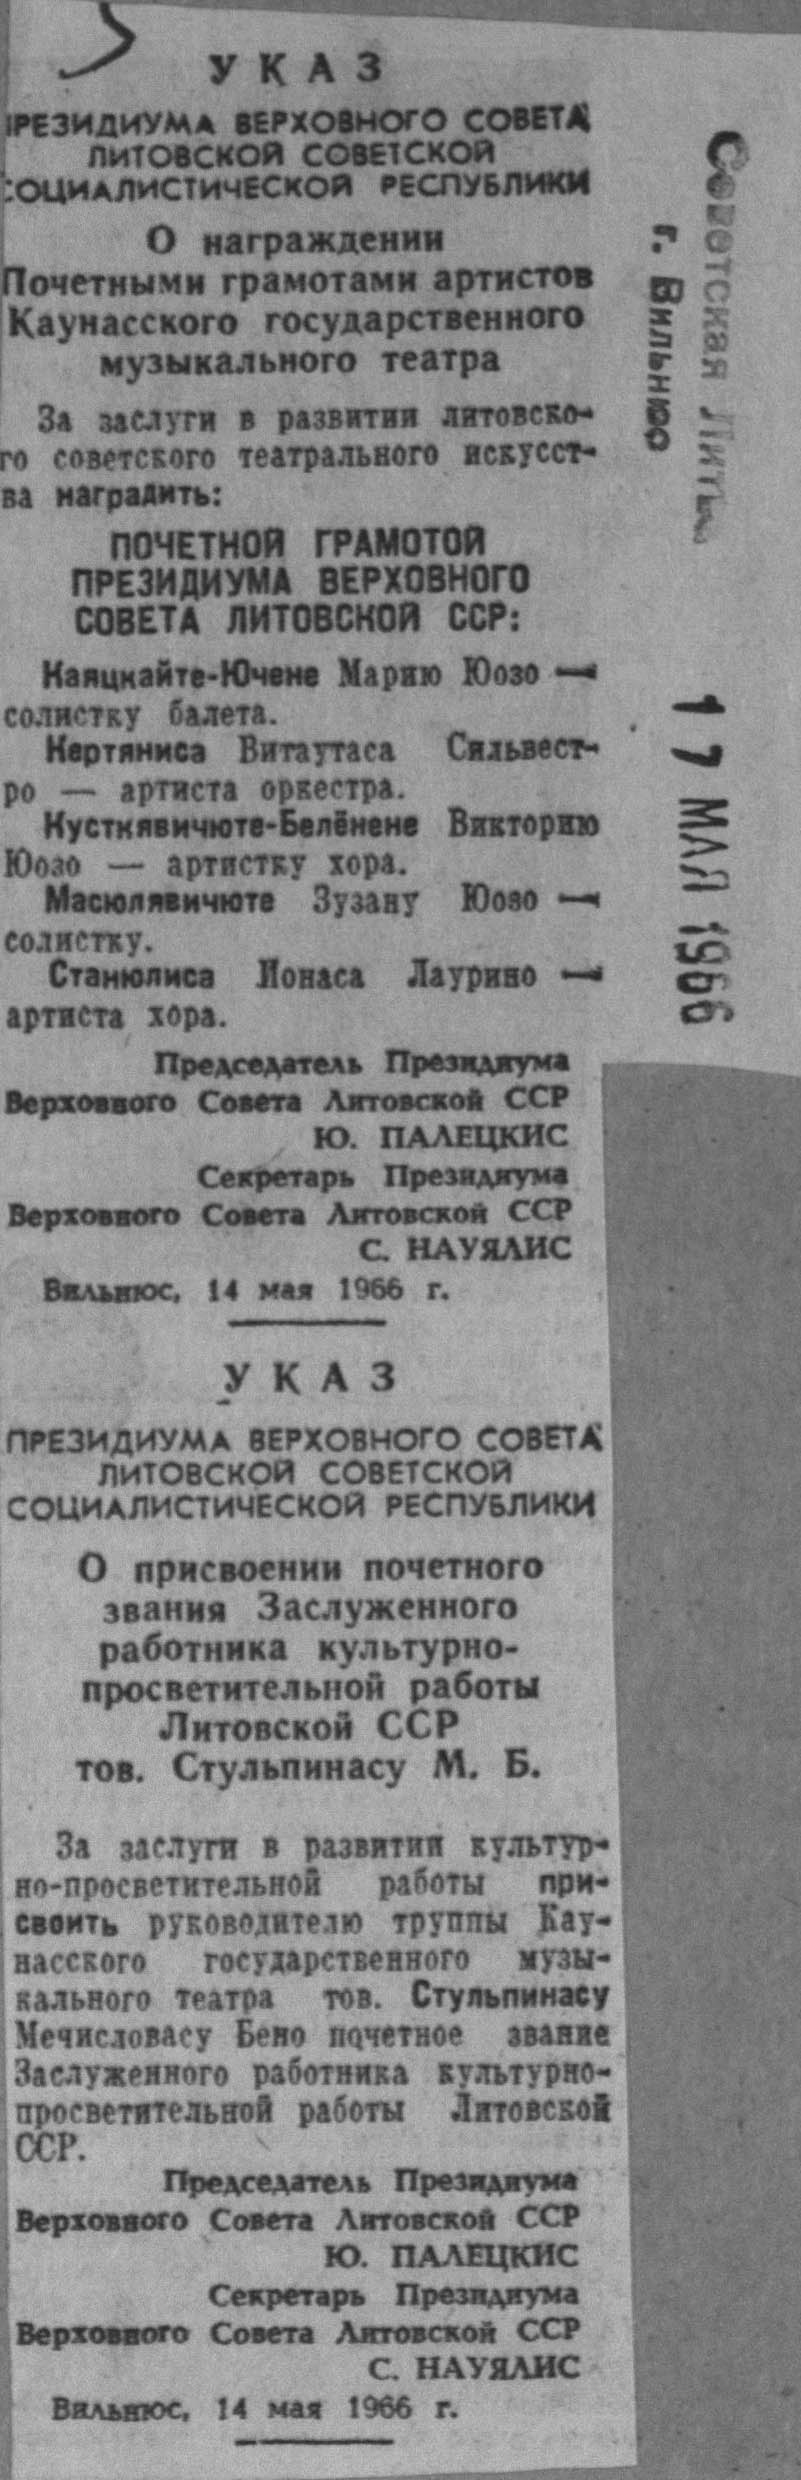 УКАЗ
ПРЕЗИДИУМА ВЕРХОВНОГО СОВЕТА
ЛИТОВСКОЙ СОВЕТСКОЙ
СОЦИАЛИСТИЧЕСКОЙ РЕСПУБЛИКИ
О награждении
Почетными грамотами артистов
Каунасского государственного
музыкального театра
За заслуги в развитии литовско-
го советского театрального искусст-
ва наградить:
ПОЧЕТНОЙ ГРАМОТОЙ
ПРЕЗИДИУМА ВЕРХОВНОГО
СОВЕТА ЛИТОВСКОЙ ССР:
Каяцкайте-Ючене Марию Юозо —
солистку балета.
Кертяниса Витаутаса Сильвест-
ро — артиста оркестра.
Кусткявичюте-Белёнене Викторию
Юозо — артистку хора.
Масюлявичюте Зузану Юозо —
солистку.
Станюлиса Ионаса Лаурино —
артиста хора.
Председатель Президиума
Верховного Совета Литовской ССР
Ю. ПАЛЕЦКИС
Секретарь Президиума
Верховного Совета Литовской ССР
С. НАУЯЛИС
Вильнюс, 14 мая 1966 г.
УКАЗ
ПРЕЗИДИУМА ВЕРХОВНОГО СОВЕТА
ЛИТОВСКОЙ СОВЕТСКОЙ
СОЦИАЛИСТИЧЕСКОЙ РЕСПУБЛИКИ
О присвоении почетного
звания Заслуженного
работника культурно-
просветительной работы
Литовской ССР
тов. Стульпинасу М. Б.
За заслуги в развитии культур-
но-просветительной работы при-
своить руководителю труппы Кау-
насского государственного музы-
кального театра тов. Стульпинасу
Мечисловасу Бено почетное звание
Заслуженного работника культурно-
просветительной работы Литовской
ССР.
Председатель Президиума
Верховного Совета Литовской ССР
Ю. ПАЛЕЦКИС
Секретарь Президиума
Верховного Совета Литовской ССР
С. НАУЯЛИС
Вильнюс, 14 мая 1966 г.
Советская
г. Вильнюс
17 МАЯ 1966